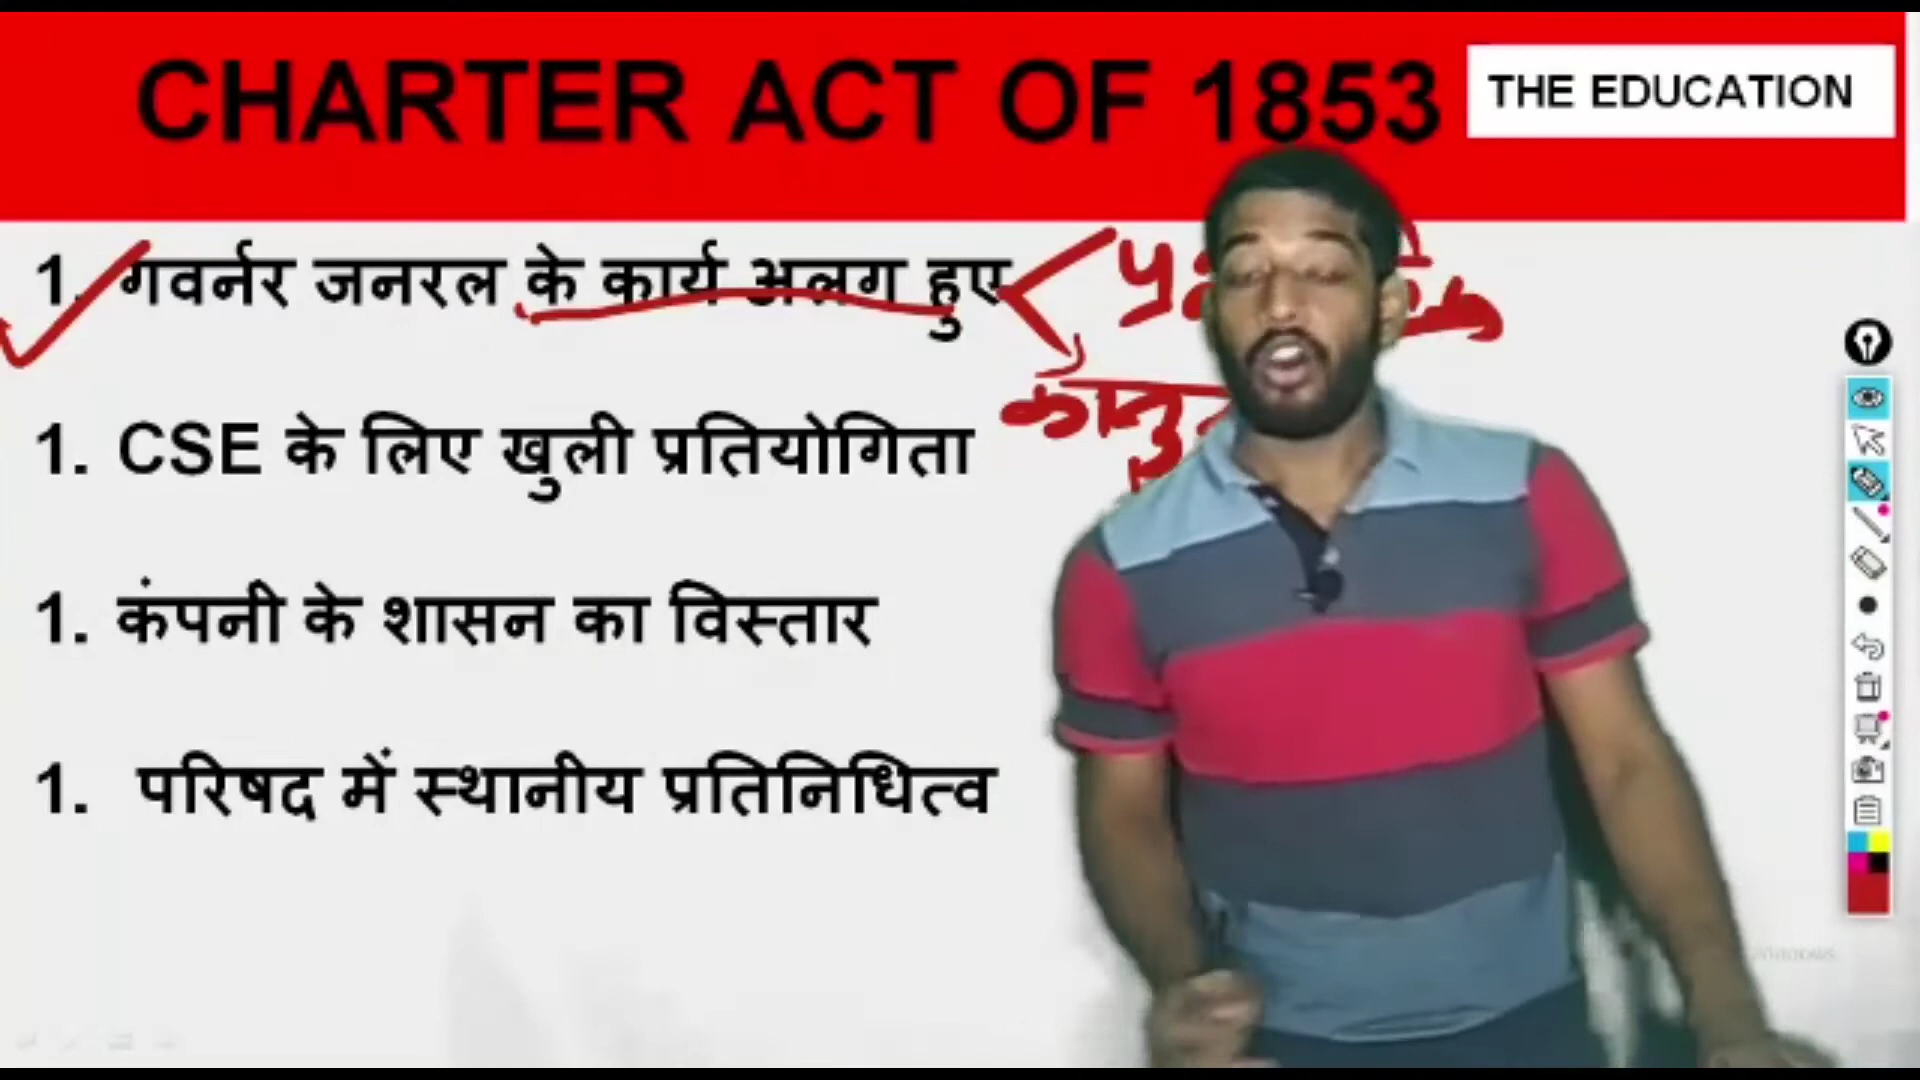 CHARTER ACT OF 1853
THE EDUCATION
1. गवर्नर जनरल के कार्य अलग हुए
1. CSE के लिए खुली प्रतियोगिता
1. कंपनी के शासन का विस्तार
1. परिषद में स्थानीय प्रतिनिधित्व